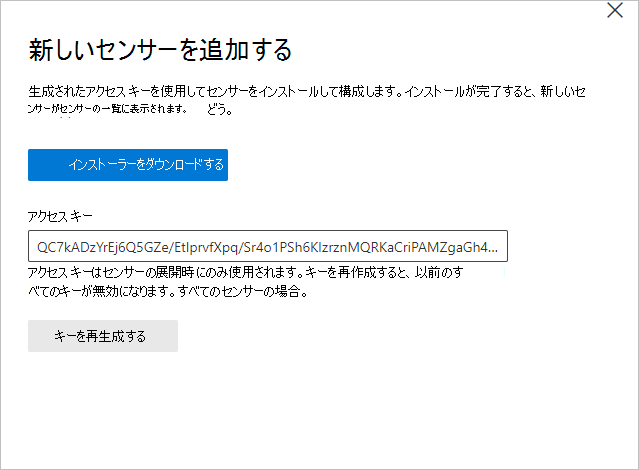 新しいセンサーを追加する
生成されたアクセス キーを使用してセンサーをインストールして構成します。インストールが完了すると、新しいセ
ンサーがセンサーの一覧に表示されます。 どう。
インストーラーをダウンロードする
アクセス キー
QC7kADzYrEj6Q5GZe/EtIprvfXpq/Sr4o1PSh6KIzrznMQRKaCriPAMZgaGh4...
アクセス キーはセンサーの展開時にのみ使用されます。キーを再作成すると、以前のす
べてのキーが無効になります。すべてのセンサーの場合。
キーを再生成する